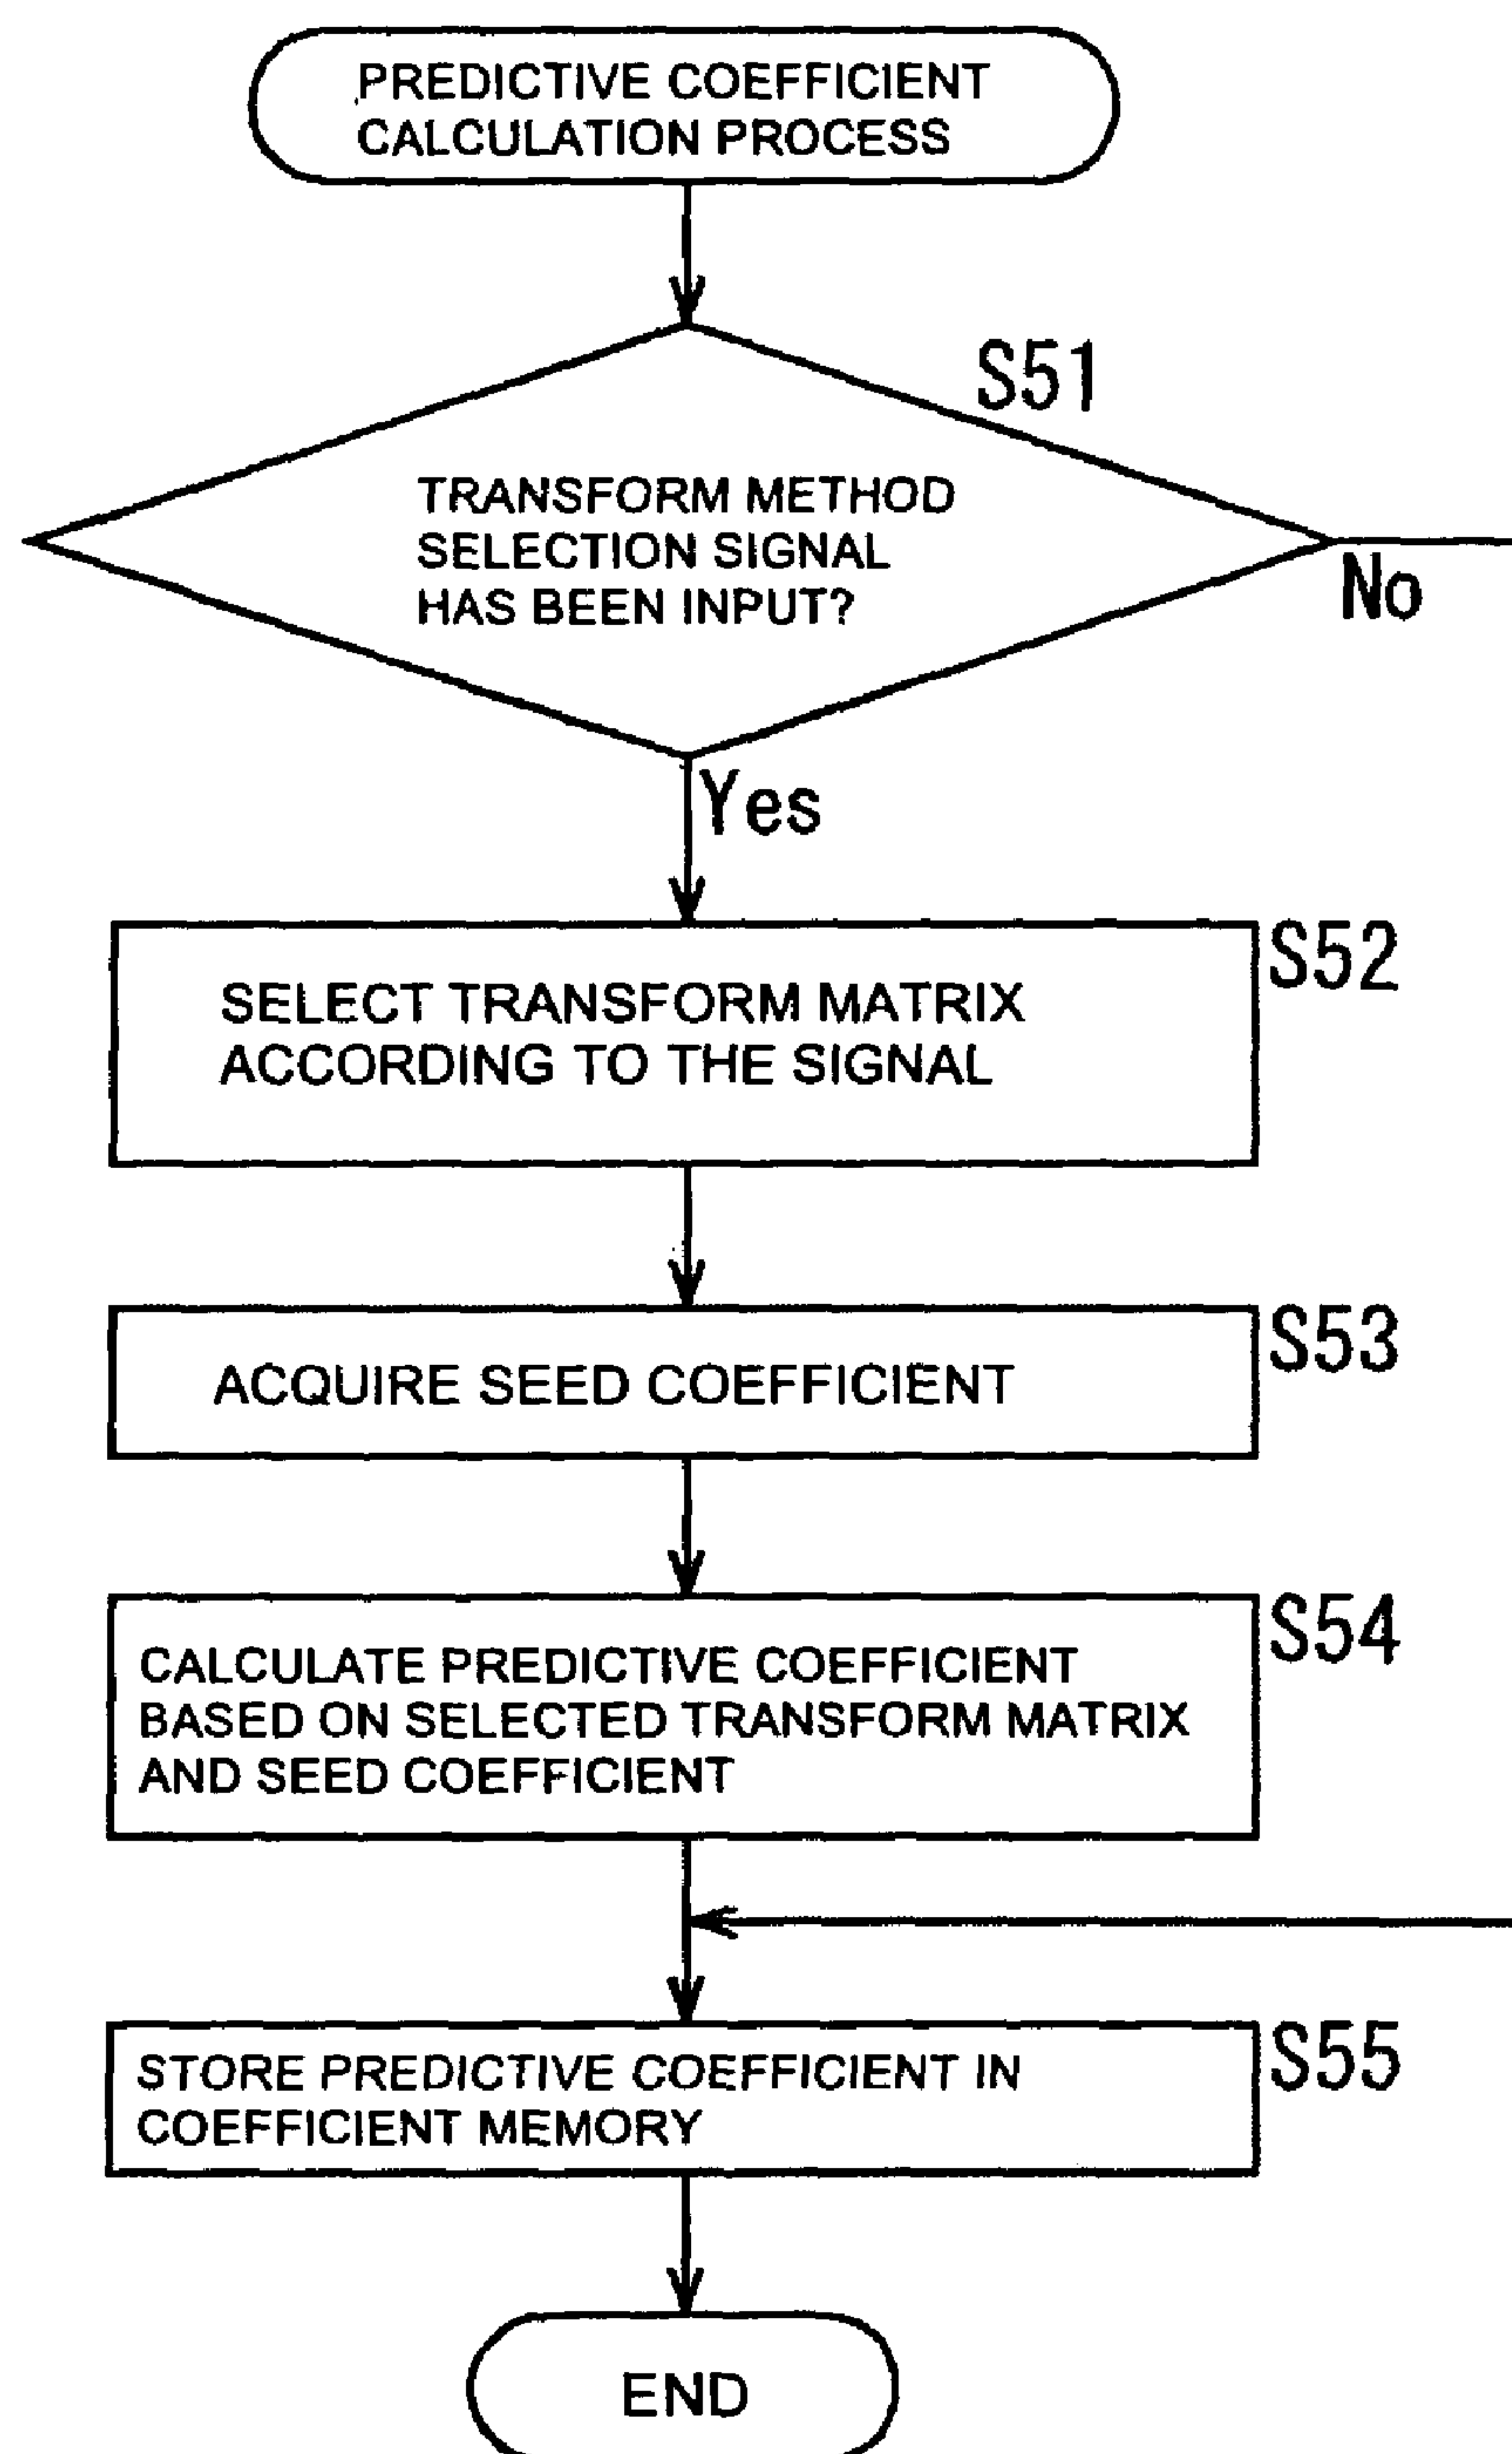 PREDICTIVE COEFFICIENT
CALCULATION PROCESS
S51
TRANSFORM METHOD
SELECTION SIGNAL
HAS BEEN INPUT?
No
Yes
S52
SELECT TRANSFORM MATRIX
ACCORDING TO THE SIGNAL
S53
ACQUIRE SEED COEFFICIENT
S54
CALCULATE PREDICTIVE COEFFICIENT
BASED ON SELECTED TRANSFORM MATRIX
AND SEED COEFFICIENT
S55
STORE PREDICTIVE COEFFICIENT IN
COEFFICIENT MEMORY
END